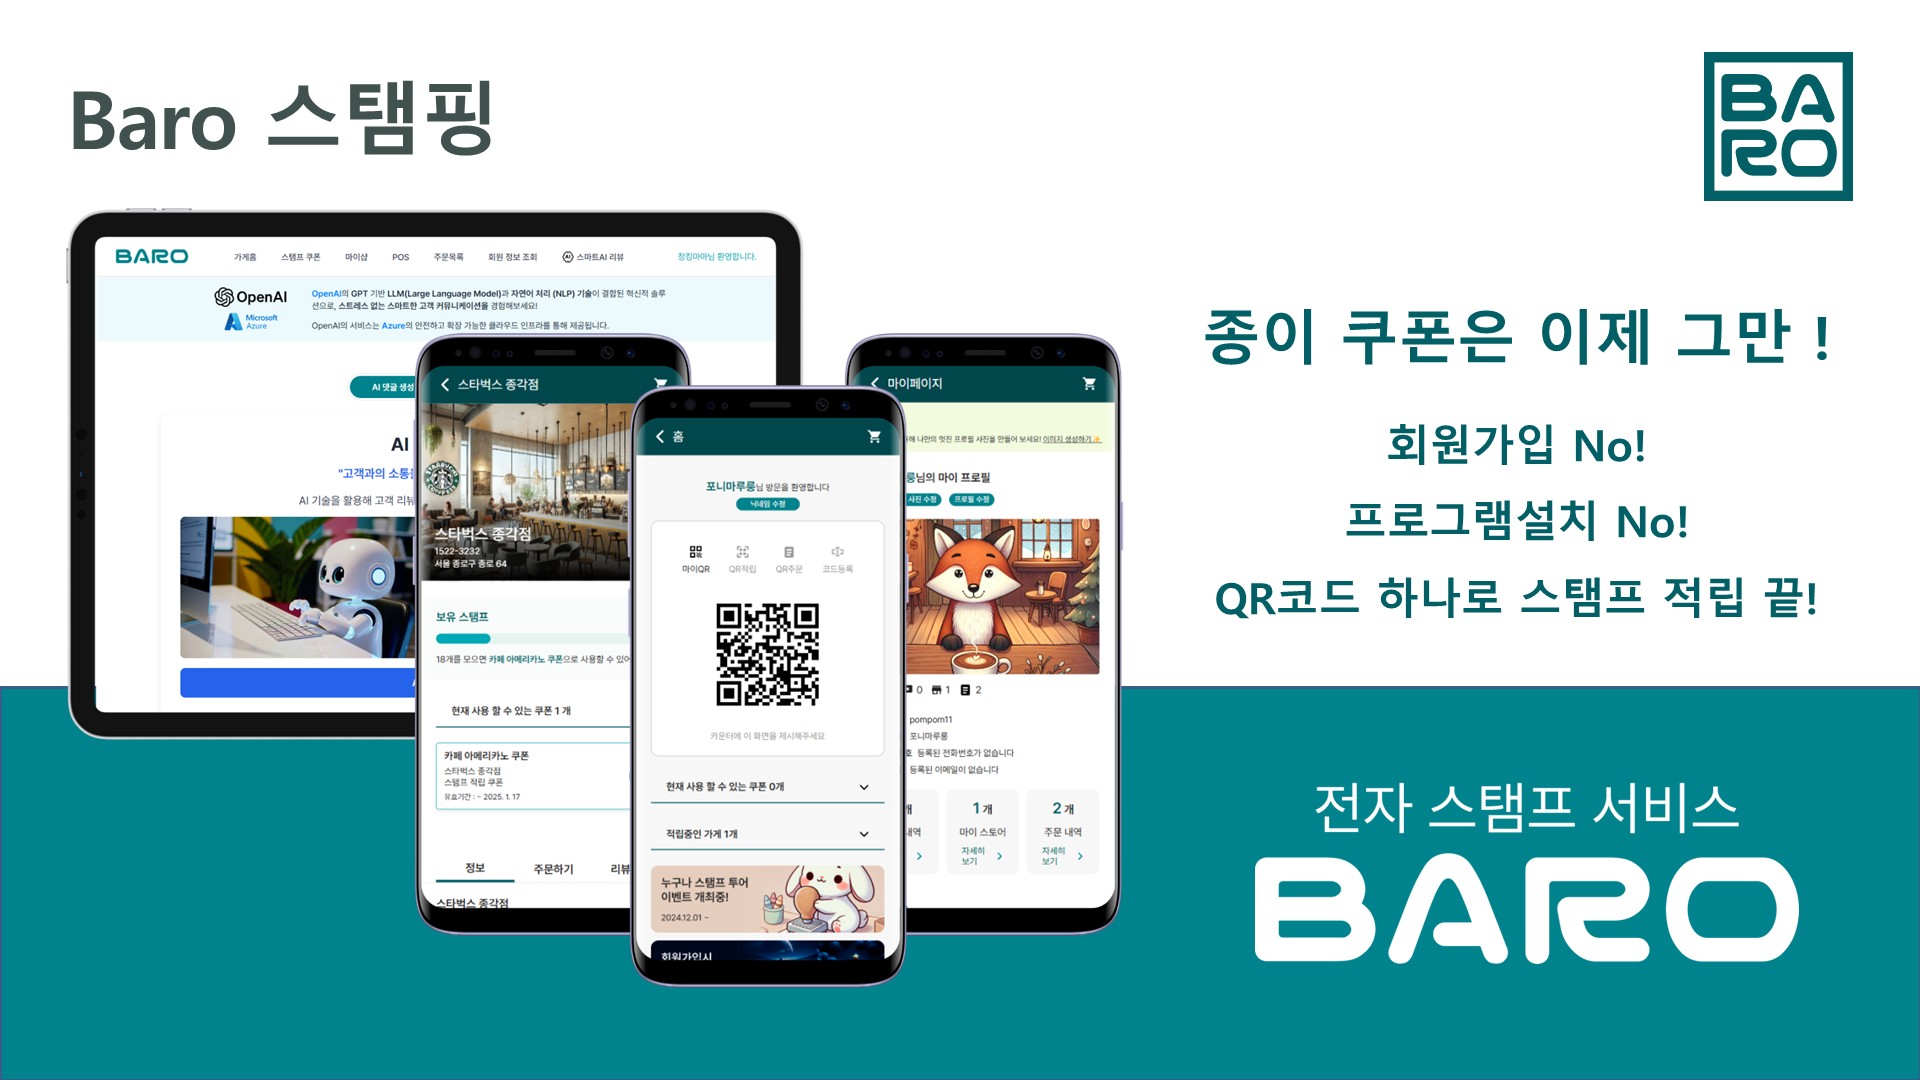 Baro 스탬핑
BA
RO
BARO
가게홈
스탬프 쿠폰
마이샵
POS
주문목록
회원 정보 조회
AI 스마트AI 리뷰
징킹마마님 환영합니다.
OpenAI
Microsoft
Azure
OpenAI의 GPT 기반 LLM(Large Language Model)과 자연어 처리 (NLP) 기술이 결합된 혁신적 솔루
션으로, 스트레스 없는 스마트한 고객 커뮤니케이션을 경험해보세요!
OpenAI의 서비스는 Azure의 안전하고 확장 가능한 클라우드 인프라를 통해 제공됩니다.
AI 댓글 생성
AI
"고객과의 소통을
AI 기술을 활용해 고객 리뷰
스타벅스 종각점
스타벅스 종각점
1522-3232
서울 종로구 종로 64
보유 스탬프
18개를 모으면 카페 아메리카노 쿠폰으로 사용할 수 있어
현재 사용 할 수 있는 쿠폰 1 개
카페 아메리카노 쿠폰
스타벅스 종각점
스탬프 적립 쿠폰
유효기간 : ~ 2025. 1. 17
정보
주문하기
리뷰
스타벅스 종각점
홈
포니마루룽님 방문을 환영합니다
닉네임 수정
마이QR
QR적립
QR주문
코드등록
카운터에 이 화면을 제시해주세요
현재 사용 할 수 있는 쿠폰 0개
적립중인 가게 1개
누구나 스탬프 투어
이벤트 개최중!
2024.12.01 ~
회원가입시
마이페이지
해 나만의 멋진 프로필 사진을 만들어 보세요! 이미지 생성하기✨
룽님의 마이 프로필
사진 수정
프로필 수정
0
1
2
pompom11
포니마루룽
호 등록된 전화번호가 없습니다
등록된 이메일이 없습니다
개
내역
1 개
마이 스토어
자세히
보기
2 개
주문 내역
자세히
보기
종이 쿠폰은 이제 그만 !
회원가입 No!
프로그램설치 No!
QR코드 하나로 스탬프 적립 끝!
전자 스탬프 서비스
BARO